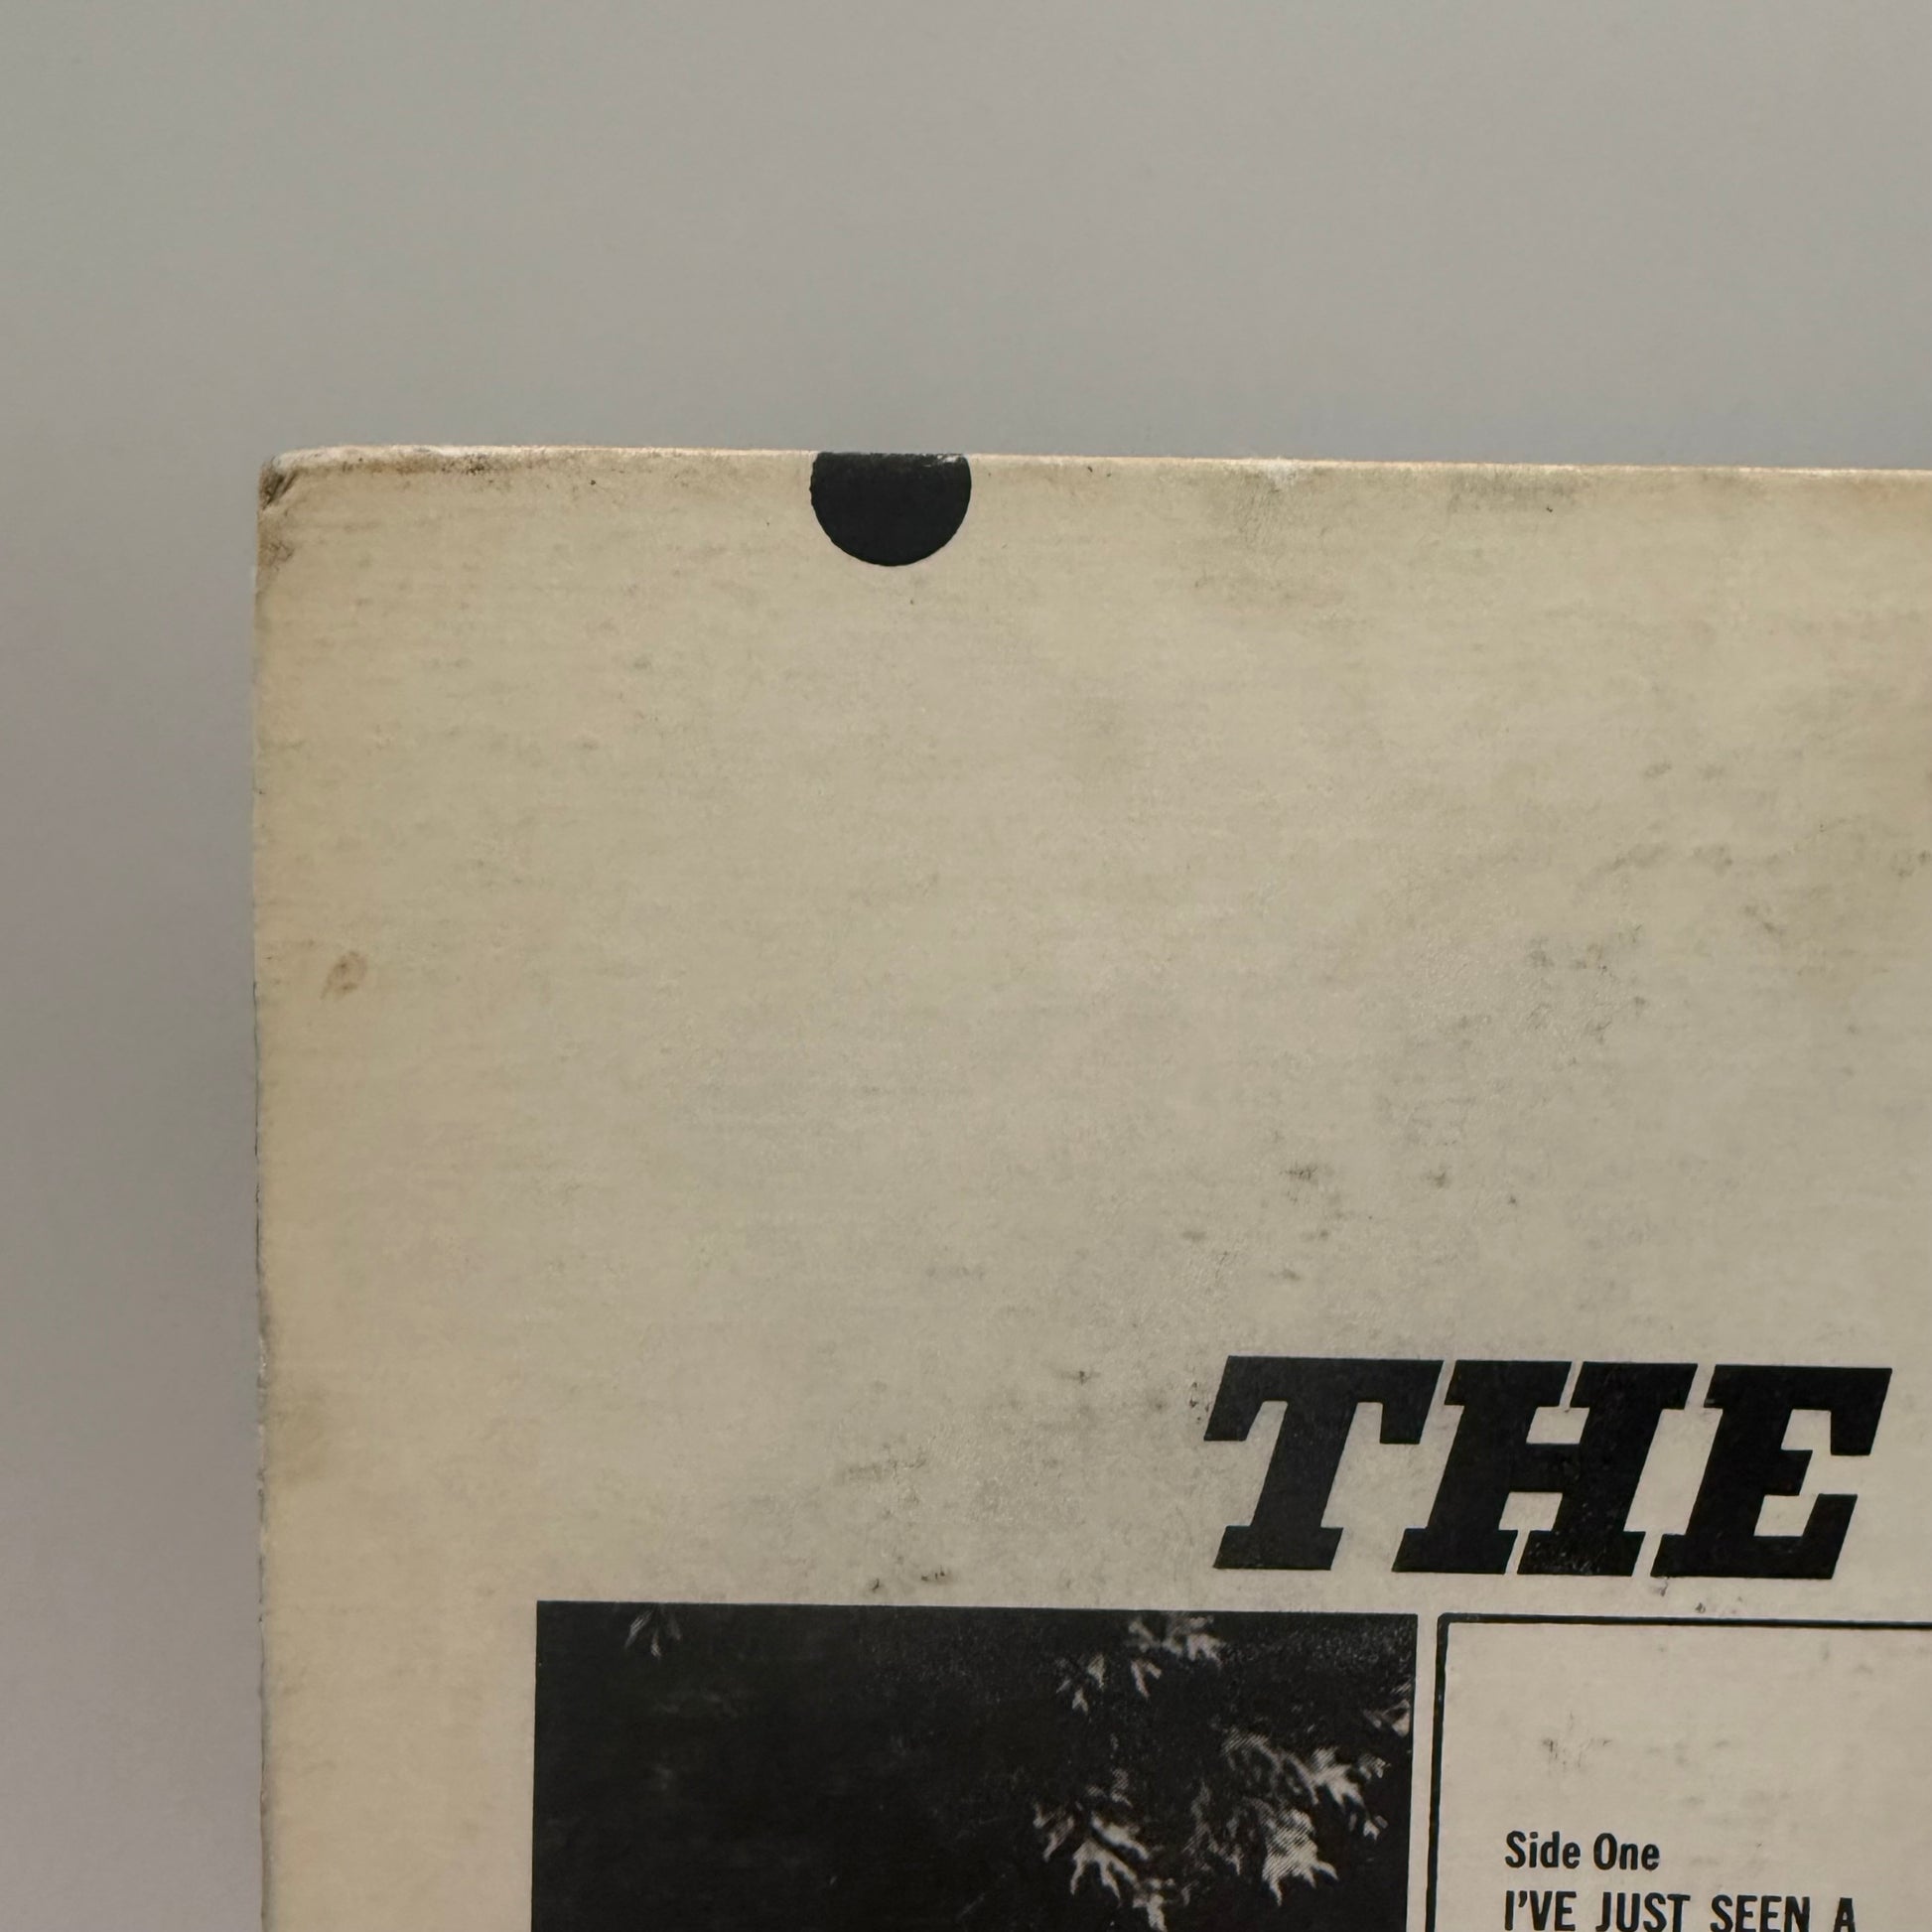 THE
Side One
I'VE JUST SEEN A